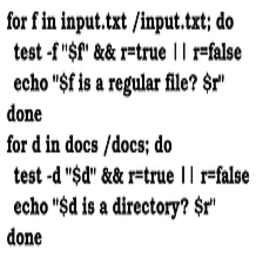 for f in input.txt /input.txt; do
test -f "$f" && r=true || r=false
echo "$f is a regular file? $r"
done
for d in docs /docs; do
test -d "$d" && r=true || r=false
echo "$d is a directory? $r"
done